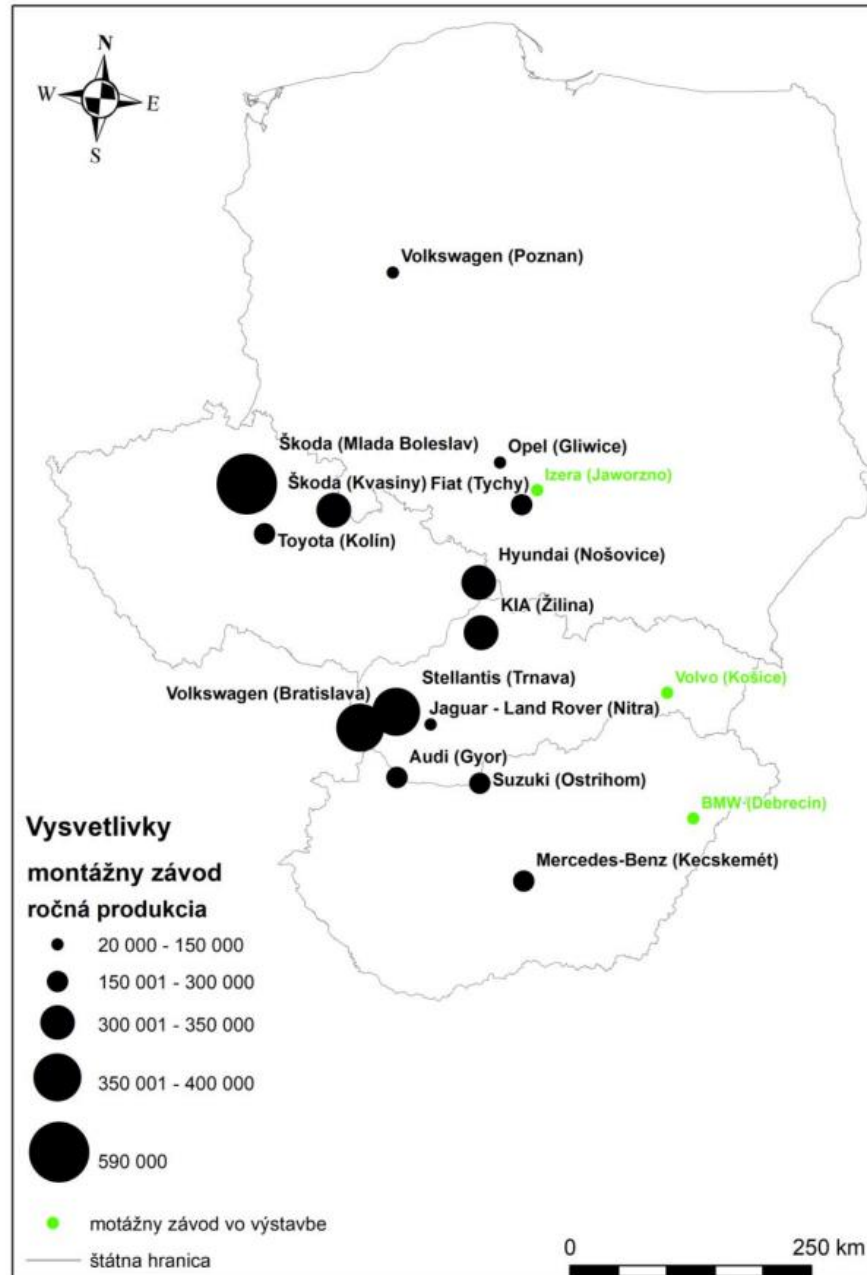 N
W
E
S
Volkswagen (Poznan)
Škoda (Mlada Boleslav)
Opel (Gliwice)
Izera (Jaworzno)
Škoda (Kvasiny)
Fiat (Tychy)
Toyota (Kolín)
Hyundai (Nošovice)
KIA (Žilina)
Stellantis (Trnava)
Volvo (Košice)
Volkswagen (Bratislava)
Jaguar - Land Rover (Nitra)
Audi (Gyor)
Suzuki (Ostrihom)
BMW (Debrecin)
Mercedes-Benz (Kecskemét)
Vysvetlivky
montážny závod
ročná produkcia
20 000 - 150 000
150 001 - 300 000
300 001 - 350 000
350 001 - 400 000
590 000
motážny závod vo výstavbe
štátna hranica
0
250 km